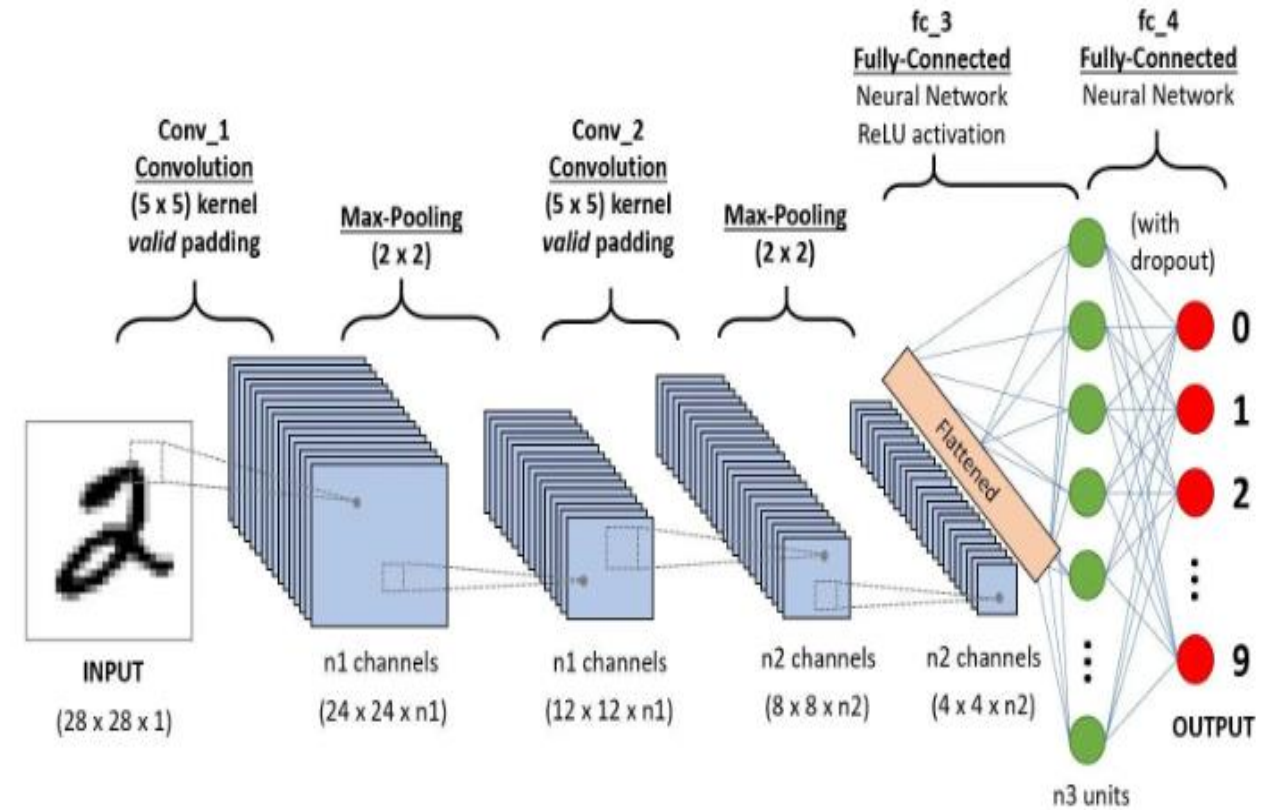 Conv_1
Convolution
(5 x 5) kernel
valid padding
Max-Pooling
(2 x 2)
Conv_2
Convolution
(5 x 5) kernel
valid padding
Max-Pooling
(2 x 2)
fc_3
Fully-Connected
Neural Network
ReLU activation
fc_4
Fully-Connected
Neural Network
(with
dropout)
Flattened
0
1
2
9
OUTPUT
2
INPUT
(28 x 28 x 1)
n1 channels
(24 x 24 x n1)
n1 channels
(12 x 12 x n1)
n2 channels
(8 x 8 x n2)
n2 channels
(4 x 4 x n2)
n3 units